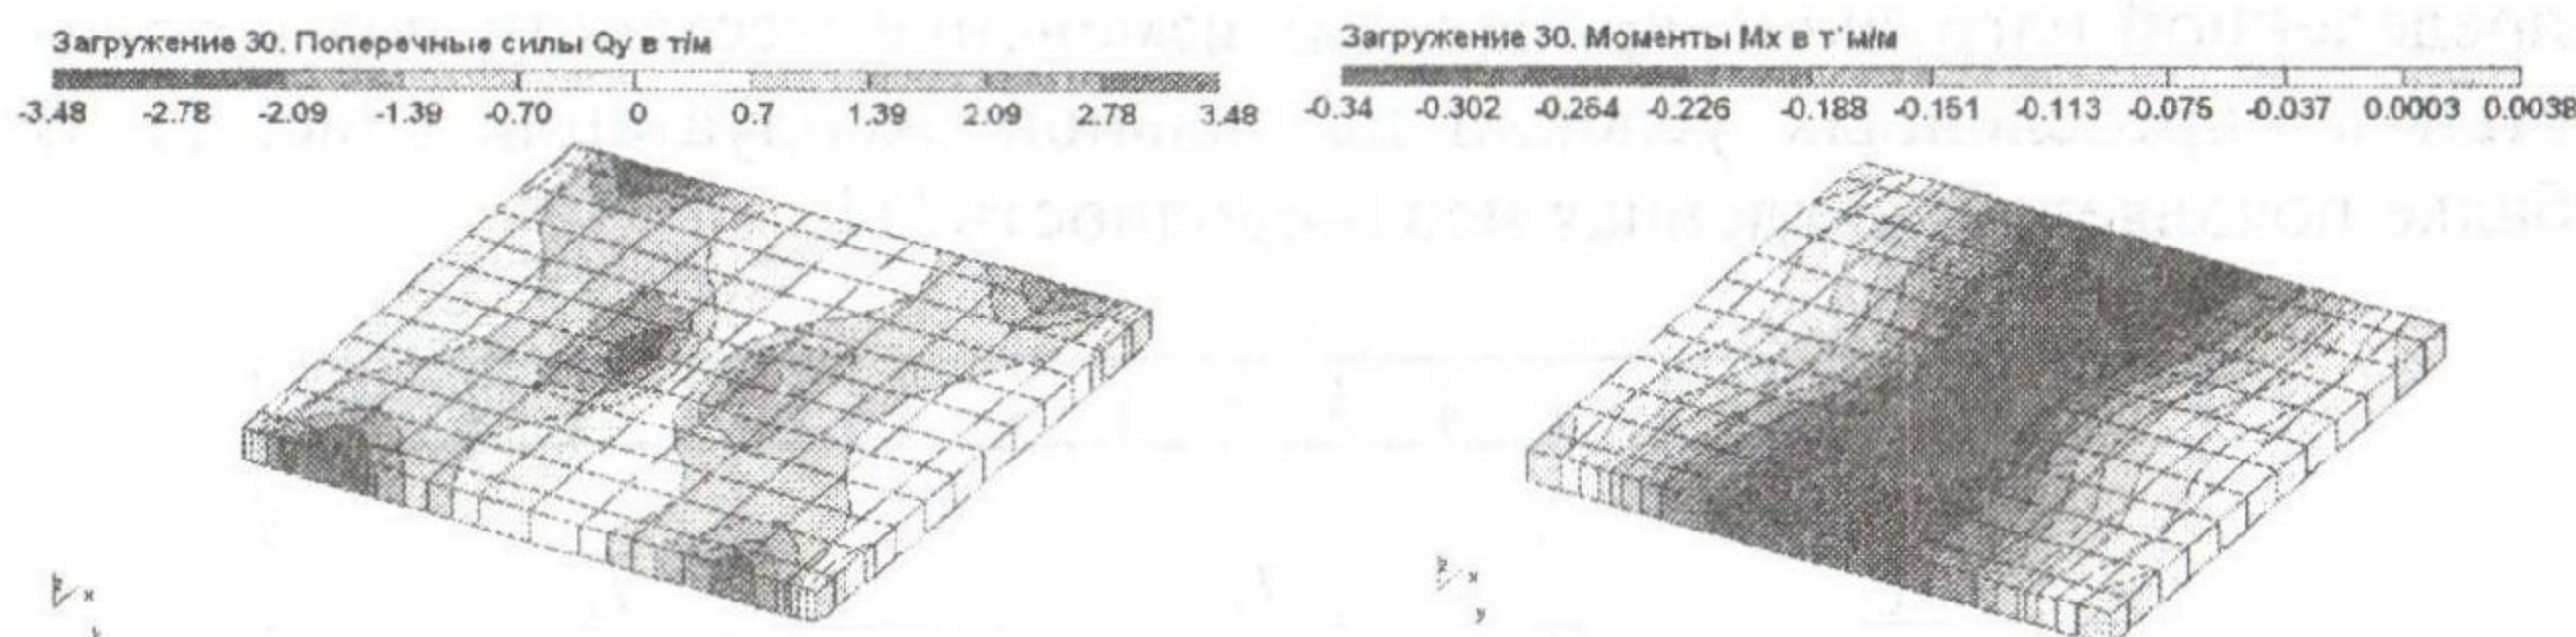 Загружение 30. Поперечные силы Qy в т/м
-3.48 -2.78 -2.09 -1.39 -0.70 0 0.7 1.39 2.09 2.78 3.48
Загружение 30. Моменты Mx в т*м/м
-0.34 -0.302 -0.264 -0.226 -0.188 -0.151 -0.113 -0.075 -0.037 0.0003 0.0038
z x
y
z x
y